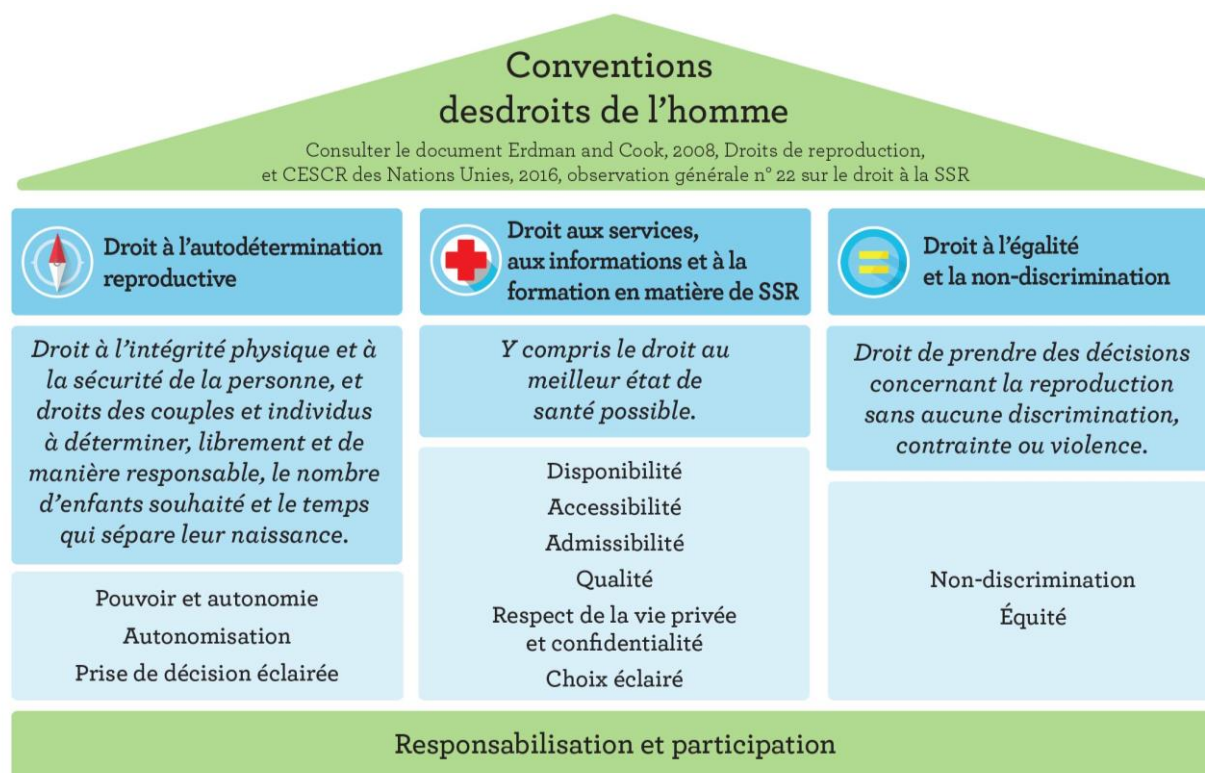 Conventions
desdroits de l’homme
Consulter le document Erdman and Cook, 2008, Droits de reproduction,
et CESCR des Nations Unies, 2016, observation générale n° 22 sur le droit à la SSR
Droit à l’autodétermination
reproductive
Droit à l’intégrité physique et à
la sécurité de la personne, et
droits des couples et individus
à déterminer, librement et de
manière responsable, le nombre
d’enfants souhaité et le temps
qui sépare leur naissance.
Pouvoir et autonomie
Autonomisation
Prise de décision éclairée
Droit aux services,
aux informations et à la
formation en matière de SSR
Y compris le droit au
meilleur état de
santé possible.
Disponibilité
Accessibilité
Admissibilité
Qualité
Respect de la vie privée
et confidentialité
Choix éclairé
Droit à l’égalité
et la non-discrimination
Droit de prendre des décisions
concernant la reproduction
sans aucune discrimination,
contrainte ou violence.
Non-discrimination
Équité
Responsabilisation et participation